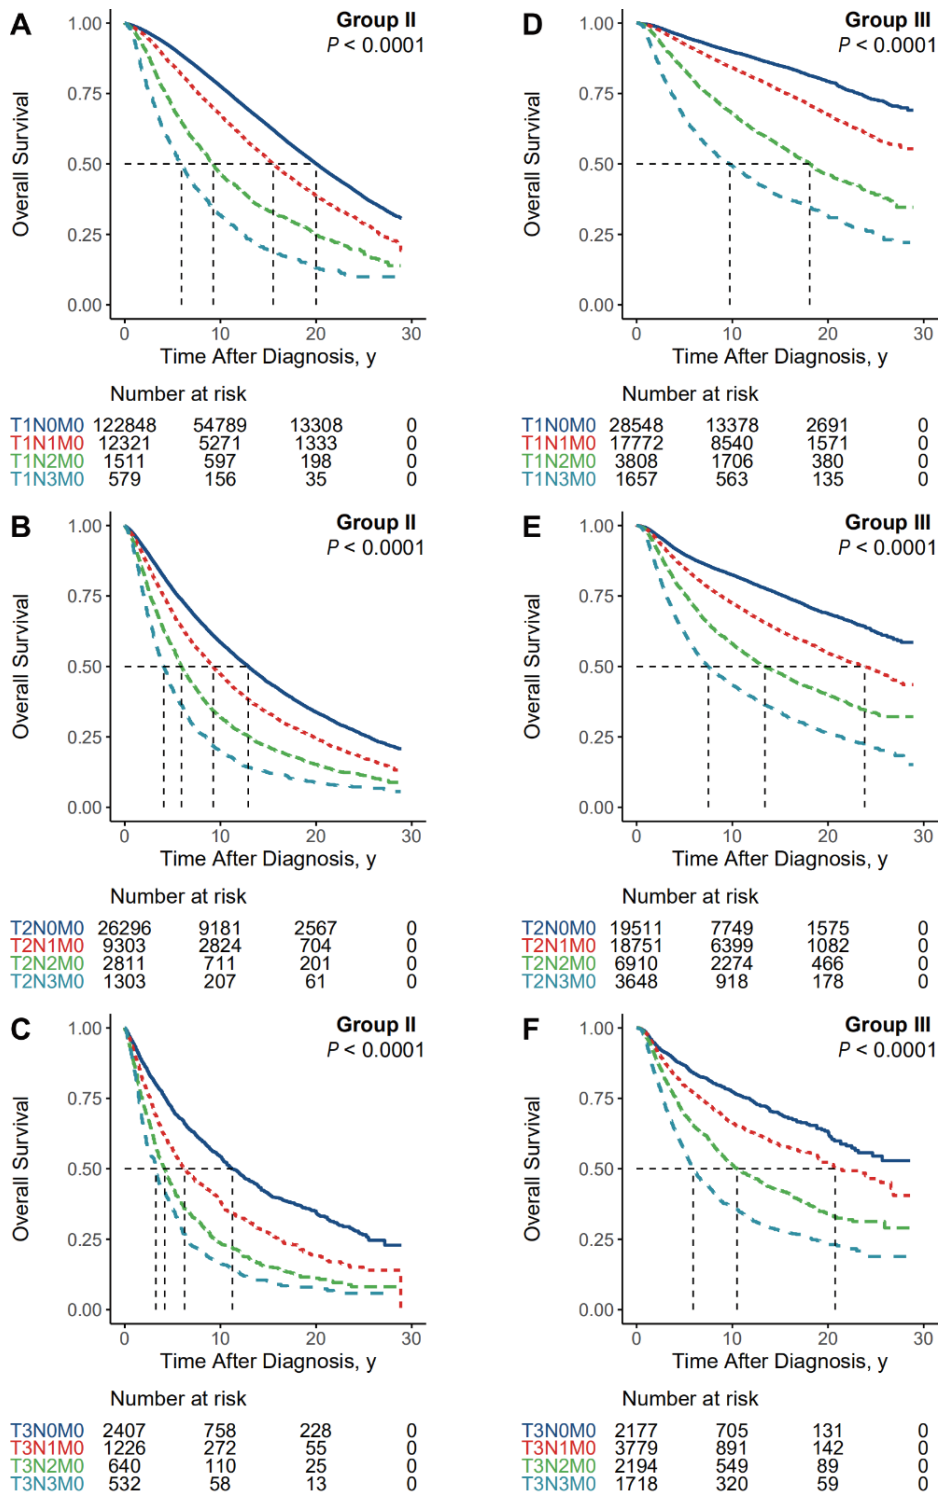 A
Group II
P < 0.0001
Overall Survival
1.00
0.75
0.50
0.25
0.00
0 10 20 30
Time After Diagnosis, y
Number at risk
T1N0M0 122848 54789 13308 0
T1N1M0 12321 5271 1333 0
T1N2M0 1511 597 198 0
T1N3M0 579 156 35 0
D
Group III
P < 0.0001
Overall Survival
1.00
0.75
0.50
0.25
0.00
0 10 20 30
Time After Diagnosis, y
Number at risk
T1N0M0 28548 13378 2691 0
T1N1M0 17772 8540 1571 0
T1N2M0 3808 1706 380 0
T1N3M0 1657 563 135 0
B
Group II
P < 0.0001
Overall Survival
1.00
0.75
0.50
0.25
0.00
0 10 20 30
Time After Diagnosis, y
Number at risk
T2N0M0 26296 9181 2567 0
T2N1M0 9303 2824 704 0
T2N2M0 2811 711 201 0
T2N3M0 1303 207 61 0
E
Group III
P < 0.0001
Overall Survival
1.00
0.75
0.50
0.25
0.00
0 10 20 30
Time After Diagnosis, y
Number at risk
T2N0M0 19511 7749 1575 0
T2N1M0 18751 6399 1082 0
T2N2M0 6910 2274 466 0
T2N3M0 3648 918 178 0
C
Group II
P < 0.0001
Overall Survival
1.00
0.75
0.50
0.25
0.00
0 10 20 30
Time After Diagnosis, y
Number at risk
T3N0M0 2407 758 228 0
T3N1M0 1226 272 55 0
T3N2M0 640 110 25 0
T3N3M0 532 58 13 0
F
Group III
P < 0.0001
Overall Survival
1.00
0.75
0.50
0.25
0.00
0 10 20 30
Time After Diagnosis, y
Number at risk
T3N0M0 2177 705 131 0
T3N1M0 3779 891 142 0
T3N2M0 2194 549 89 0
T3N3M0 1718 320 59 0